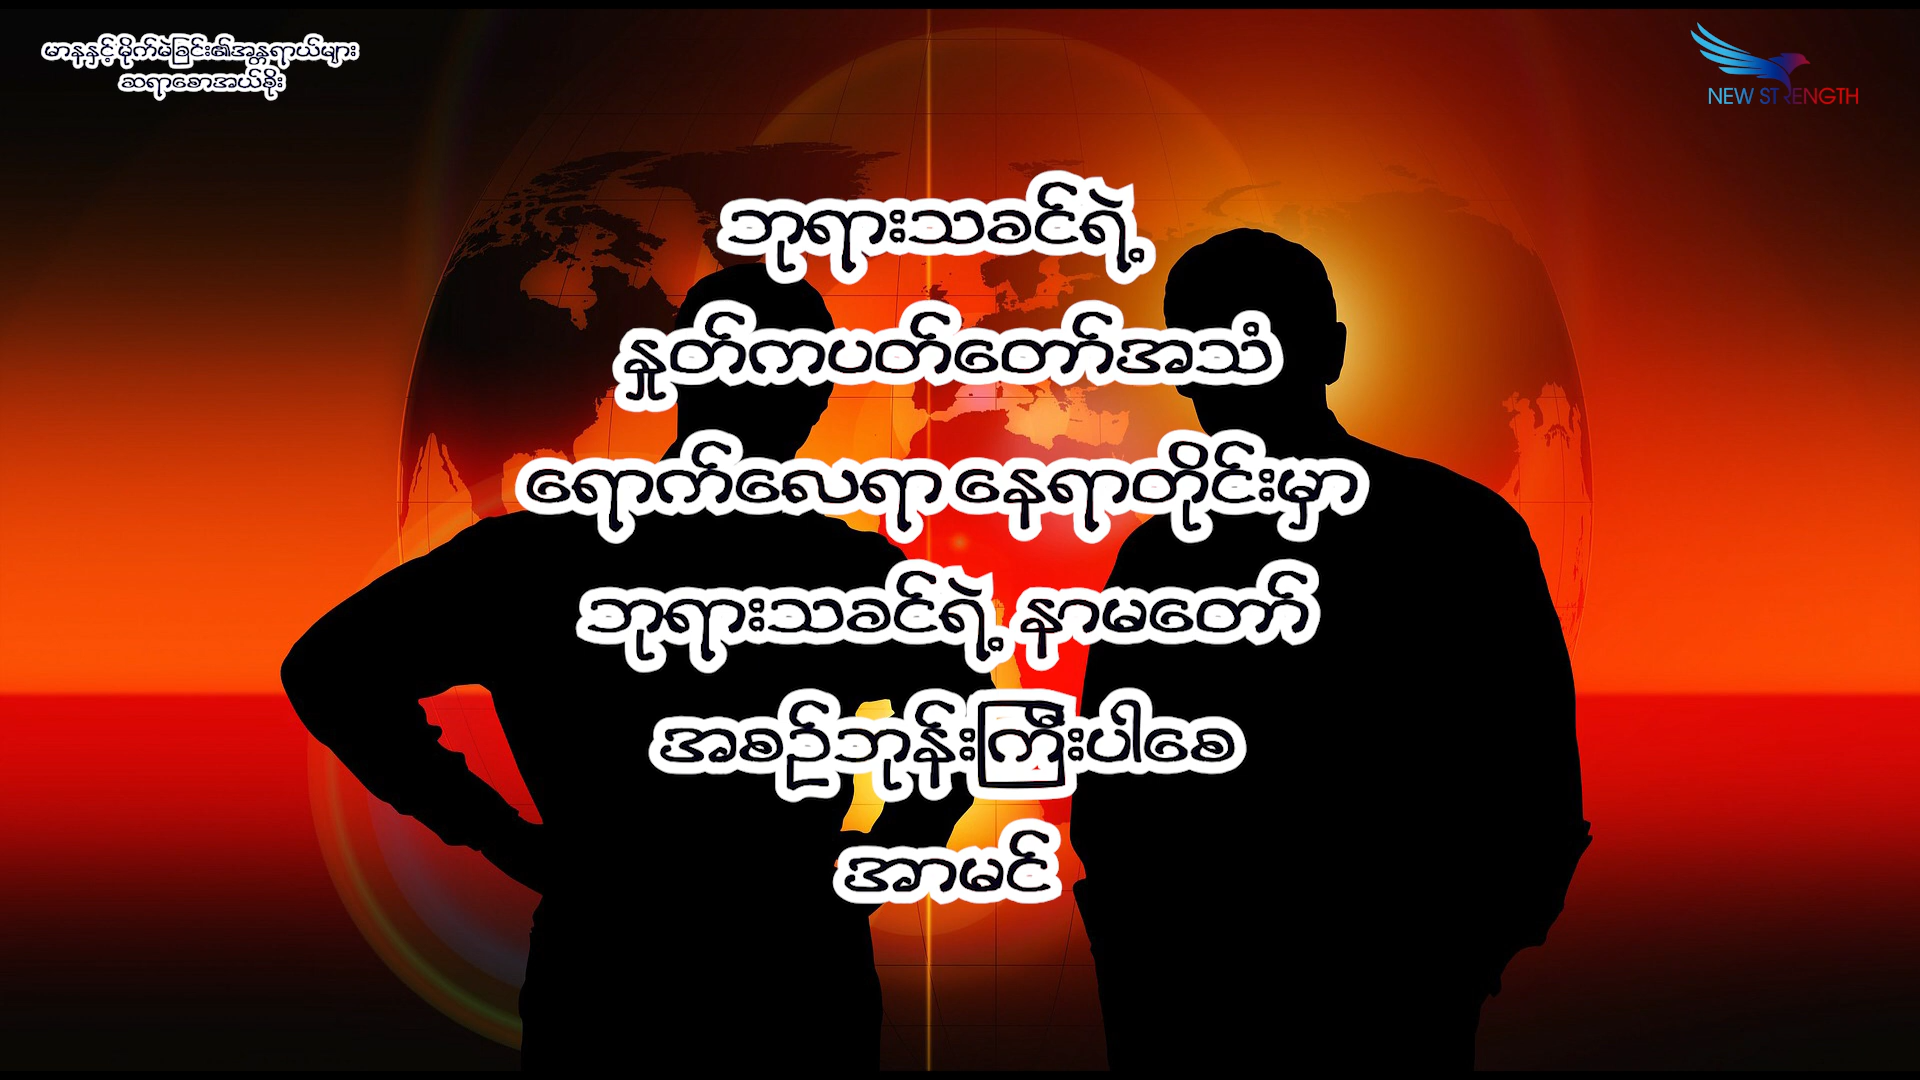 မာနနှင့်မိုက်မဲခြင်း၏အန္တရာယ်များ
ဆရာစောအယ်စိုး
NEW STRENGTH
ဘုရားသခင်ရဲ့
နှုတ်ကပတ်တော်အသံ
ရောက်လေရာ နေရာတိုင်းမှာ
ဘုရားသခင်ရဲ့ နာမတော်
အစဉ်ဘုန်းကြီးပါစေ
အာမင်